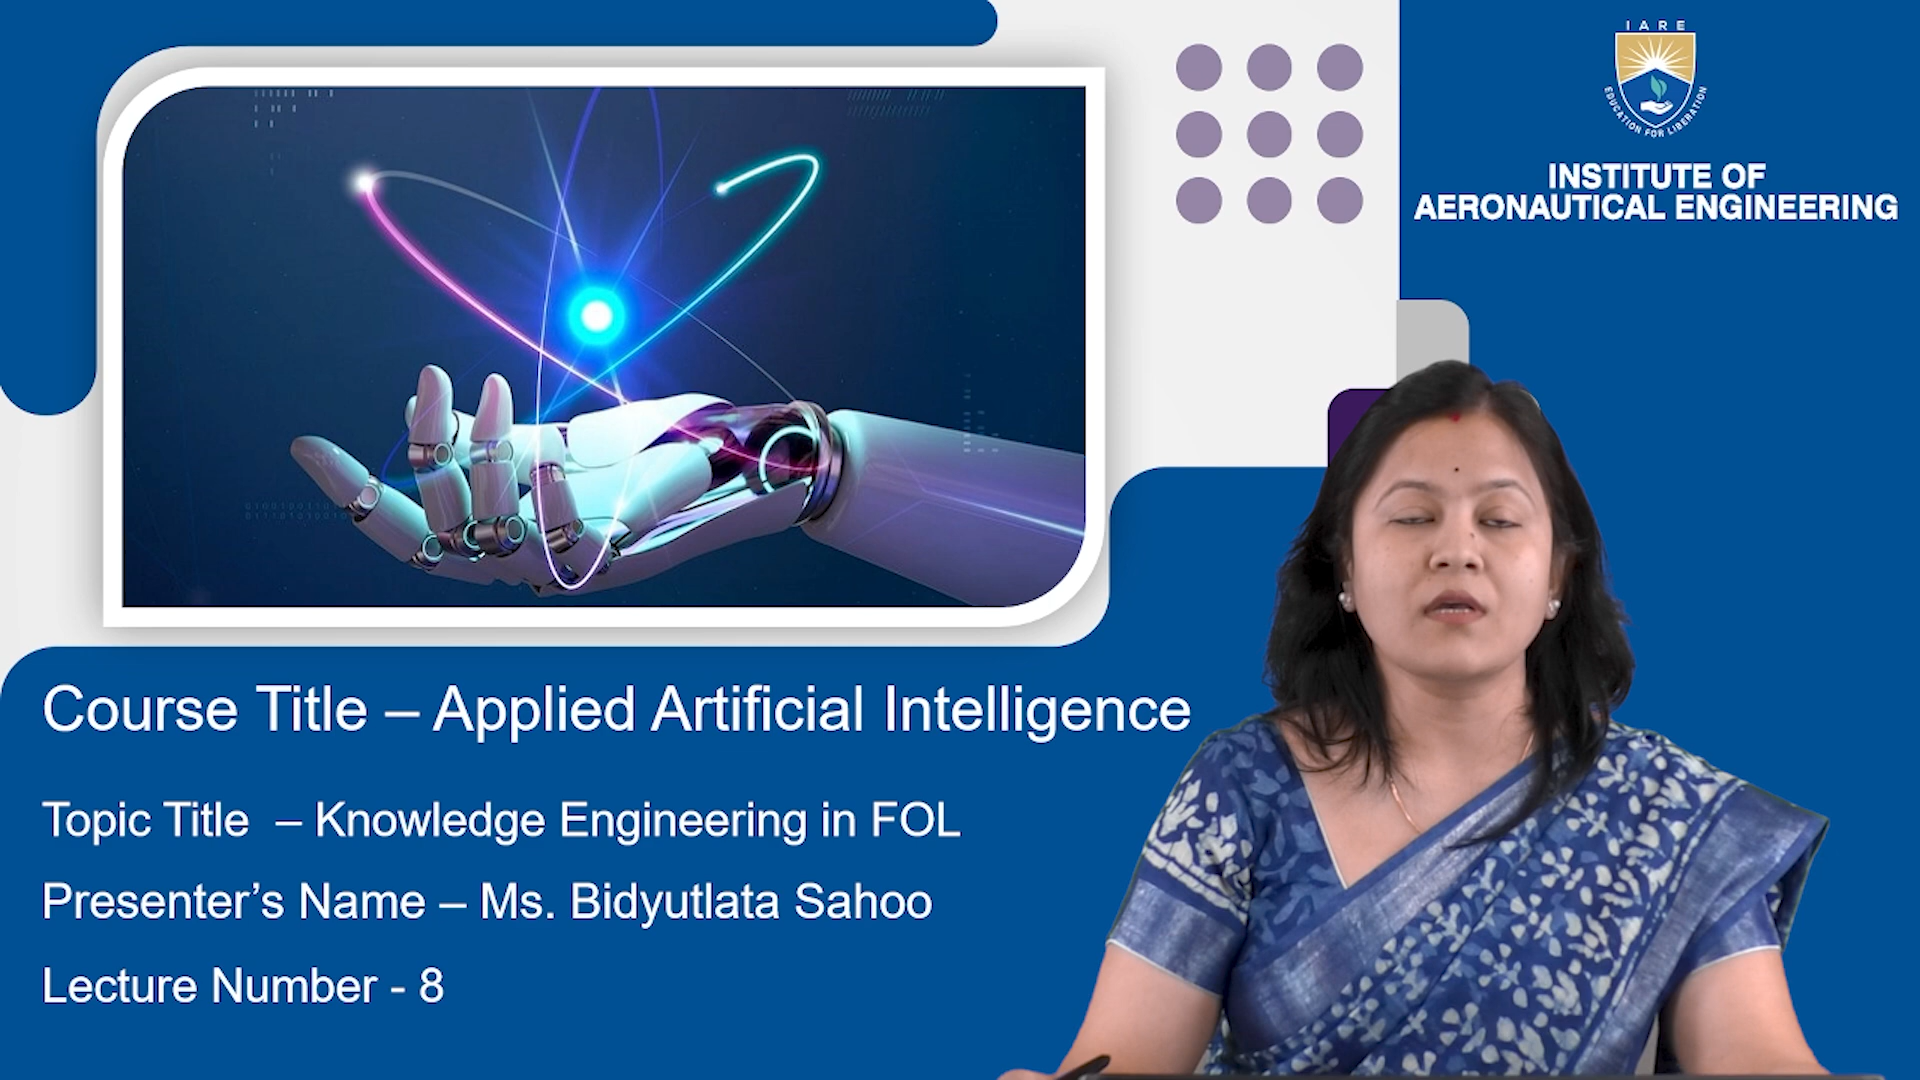 I A R E
EDUCATION FOR LIBERATION
INSTITUTE OF
AERONAUTICAL ENGINEERING
Course Title – Applied Artificial Intelligence
Topic Title – Knowledge Engineering in FOL
Presenter’s Name – Ms. Bidyutlata Sahoo
Lecture Number - 8